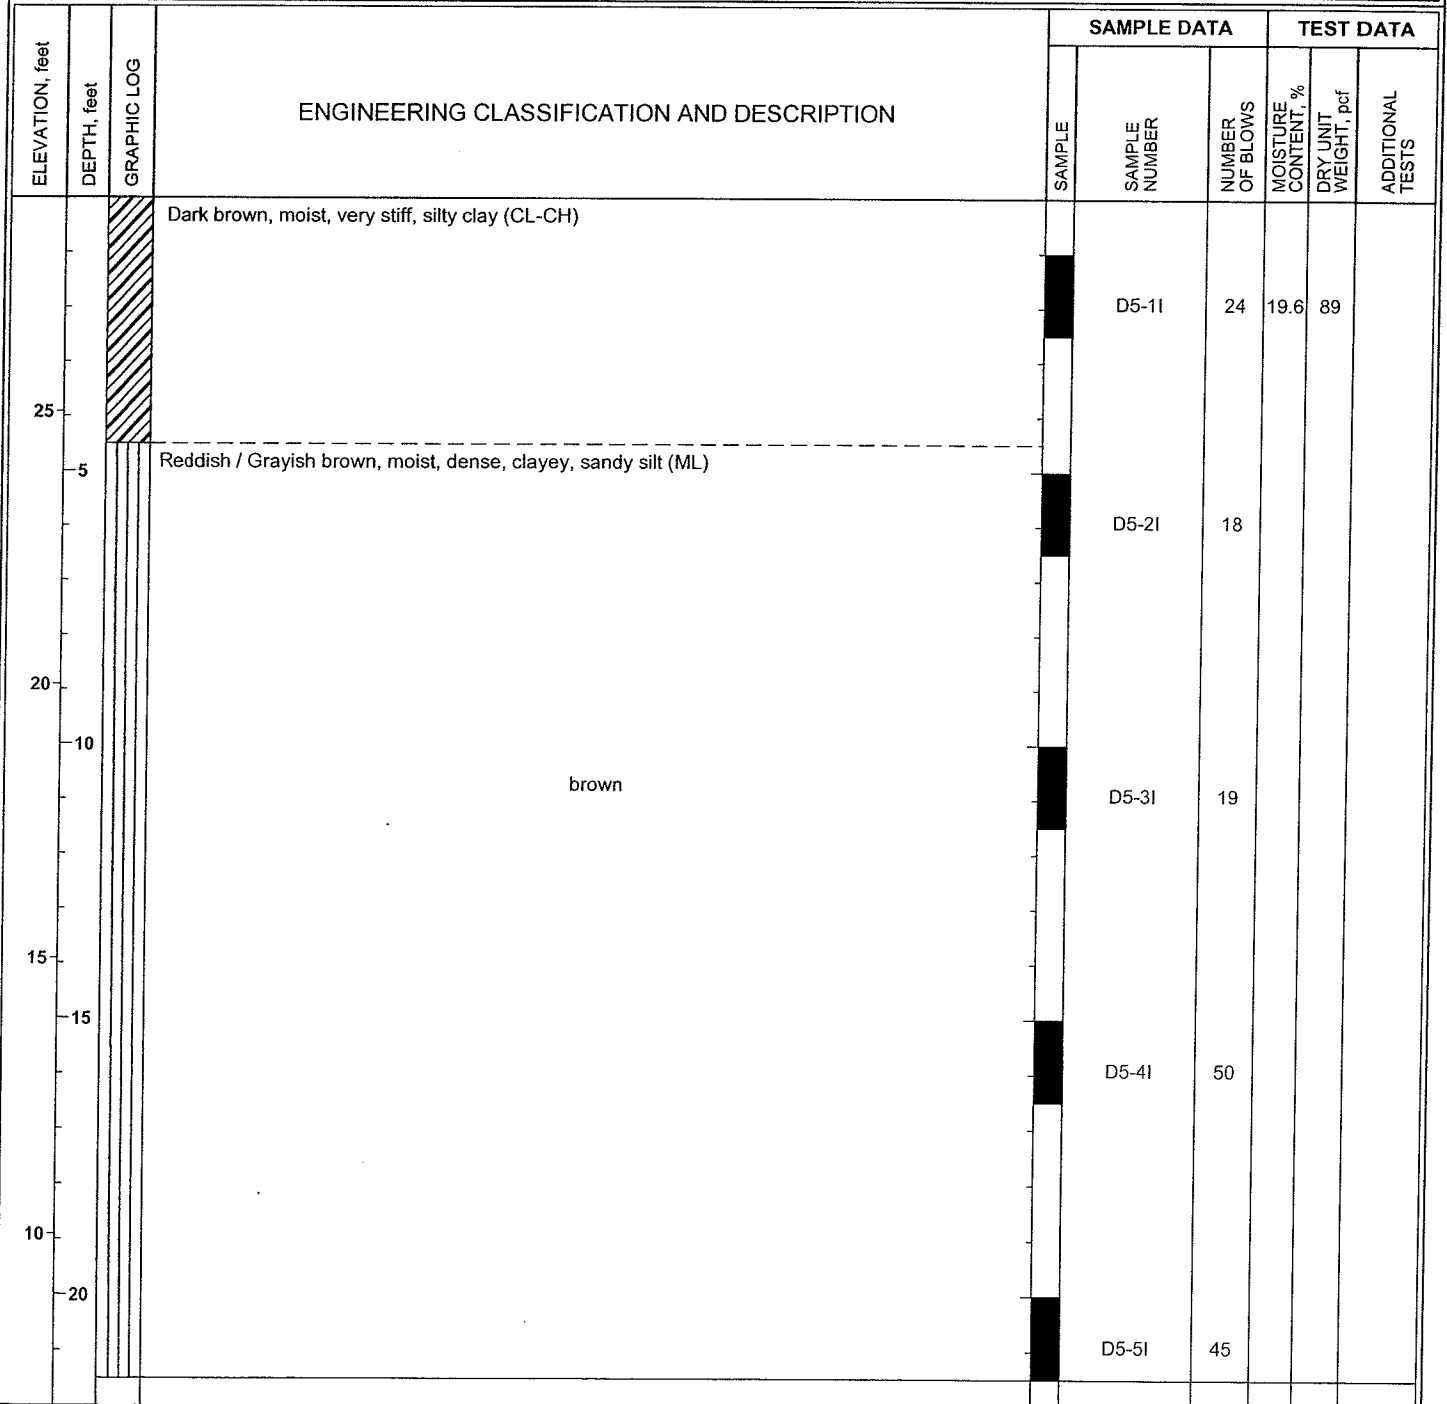 SAMPLE DATA
TEST DATA
ELEVATION, feet
DEPTH, feet
GRAPHIC LOG
ENGINEERING CLASSIFICATION AND DESCRIPTION
SAMPLE
SAMPLE
NUMBER
NUMBER
OF BLOWS
MOISTURE
CONTENT, %
DRY UNIT
WEIGHT, pcf
ADDITIONAL
TESTS
Dark brown, moist, very stiff, silty clay (CL-CH)
D5-1I 24 19.6 89
25
Reddish / Grayish brown, moist, dense, clayey, sandy silt (ML)
5
D5-2I 18
20
10
brown
D5-3I 19
15
15
D5-4I 50
10
20
D5-5I 45